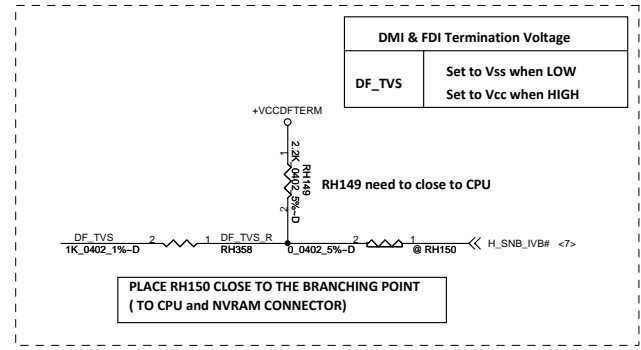 DMI & FDI Termination Voltage
DF_TVS
Set to Vss when LOW
Set to Vcc when HIGH
+VCCDFTERM
1
2
2.2K_0402_5%~D
RH149
RH149 need to close to CPU
DF_TVS
2
1
DF_TVS_R
2
1
H_SNB_IVB# <7>
1K_0402_1%~D
RH358
0_0402_5%~D
@ RH150
PLACE RH150 CLOSE TO THE BRANCHING POINT
( TO CPU and NVRAM CONNECTOR)